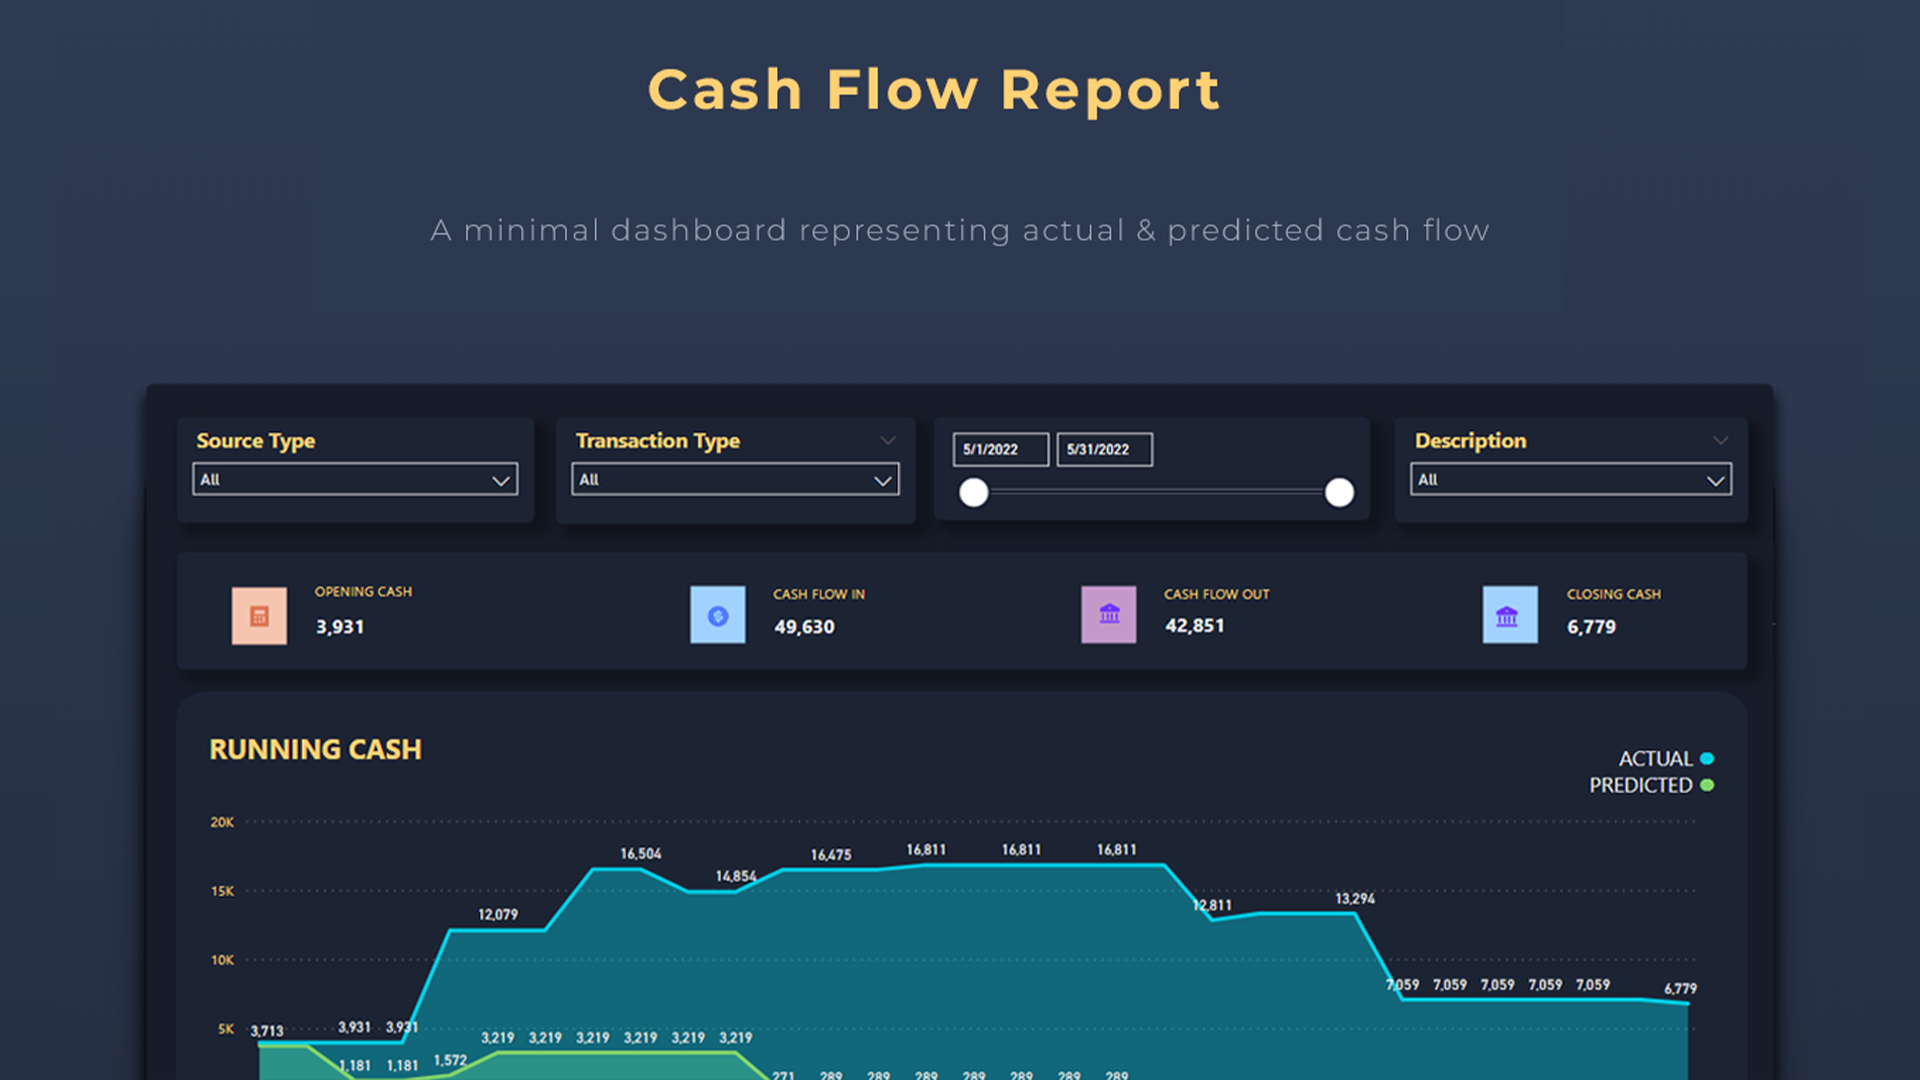 Cash Flow Report
A minimal dashboard representing actual & predicted cash flow
Source Type
All
Transaction Type
All
5/1/2022 5/31/2022
Description
All
OPENING CASH
3,931
CASH FLOW IN
49,630
CASH FLOW OUT
42,851
CLOSING CASH
6,779
RUNNING CASH
ACTUAL
PREDICTED
20K
15K
10K
5K
16,504 16,475 16,811 16,811 16,811
14,854
12,079 12,811 13,294
7,059 7,059 7,059 7,059 7,059 6,779
3,713 3,931 3,931
3,219 3,219 3,219 3,219 3,219 3,219
1,181 1,181 1,572
271 289 289 289 289 289 289 289